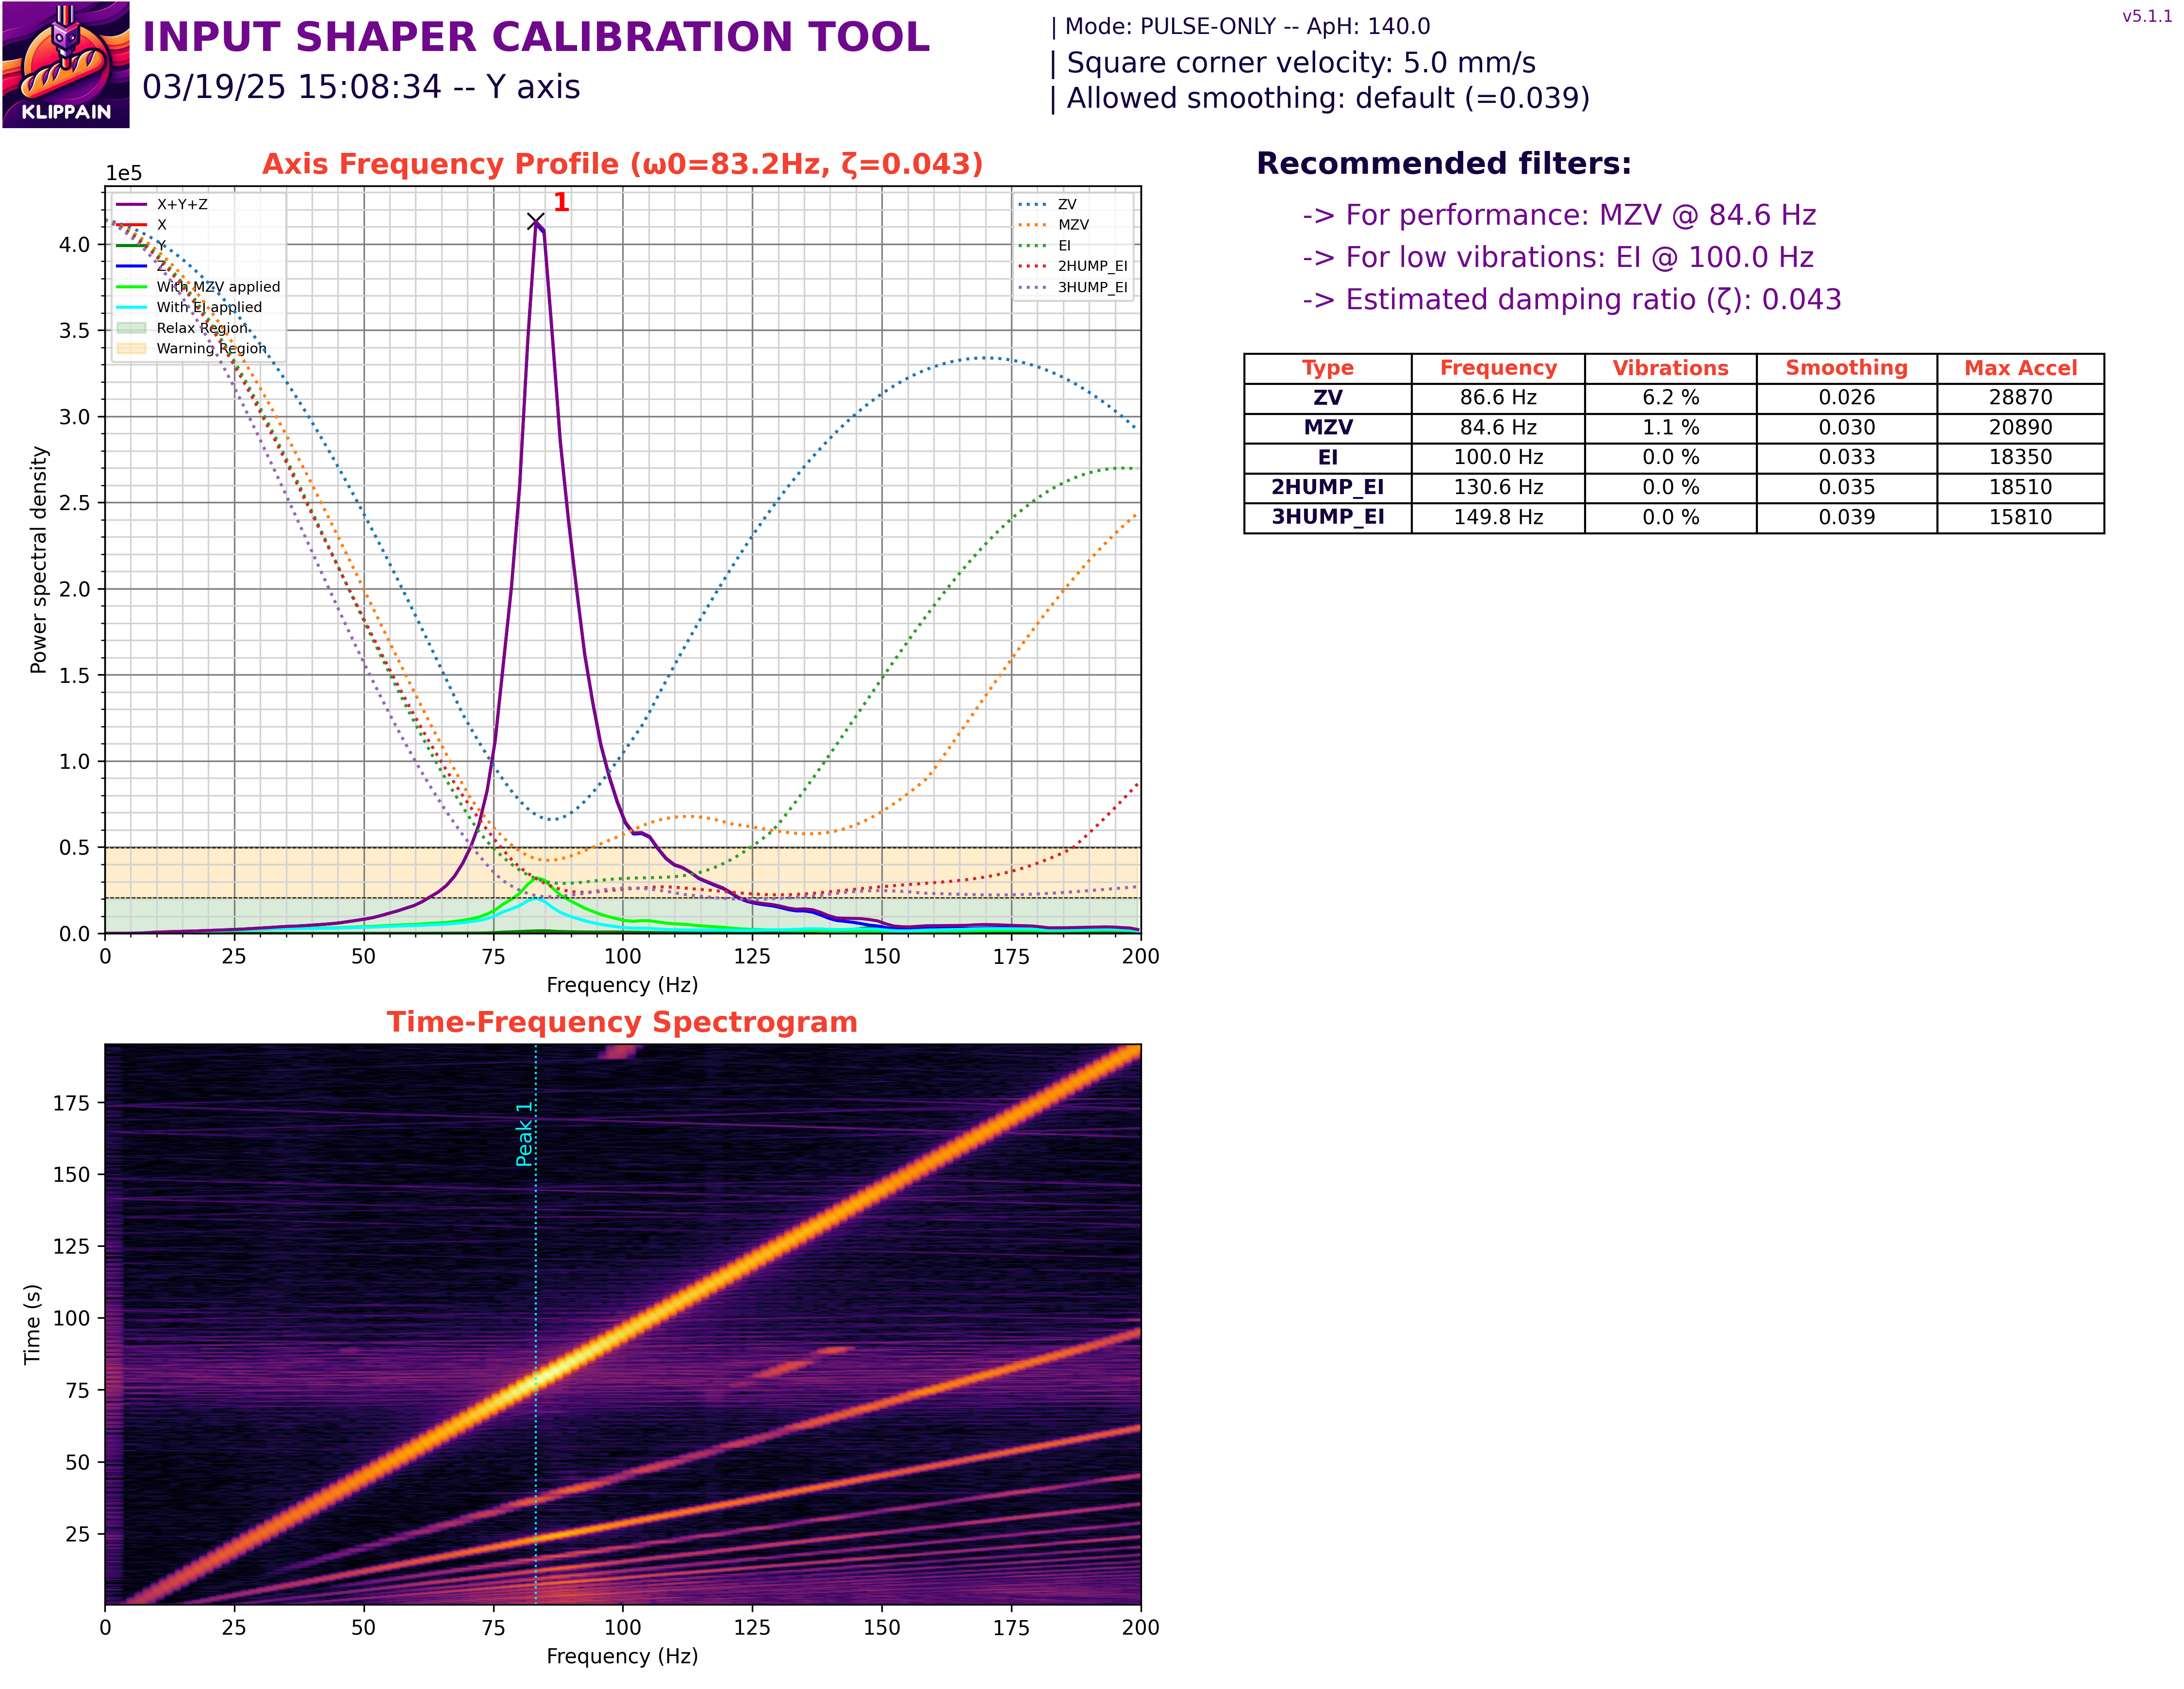 KLIPPAIN
INPUT SHAPER CALIBRATION TOOL
03/19/25 15:08:34 -- Y axis
| Mode: PULSE-ONLY -- ApH: 140.0
| Square corner velocity: 5.0 mm/s
| Allowed smoothing: default (=0.039)
v5.1.1
Axis Frequency Profile (ω0=83.2Hz, ζ=0.043)
1e5
1
X+Y+Z
X
Y
Z
With MZV applied
With EI applied
Relax Region
Warning Region
ZV
MZV
EI
2HUMP_EI
3HUMP_EI
4.0
3.5
3.0
2.5
2.0
1.5
1.0
0.5
0.0
Power spectral density
0 25 50 75 100 125 150 175 200
Frequency (Hz)
Recommended filters:
-> For performance: MZV @ 84.6 Hz
-> For low vibrations: EI @ 100.0 Hz
-> Estimated damping ratio (ζ): 0.043
Type Frequency Vibrations Smoothing Max Accel
ZV 86.6 Hz 6.2 % 0.026 28870
MZV 84.6 Hz 1.1 % 0.030 20890
EI 100.0 Hz 0.0 % 0.033 18350
2HUMP_EI 130.6 Hz 0.0 % 0.035 18510
3HUMP_EI 149.8 Hz 0.0 % 0.039 15810
Time-Frequency Spectrogram
Peak 1
175
150
125
100
75
50
25
Time (s)
0 25 50 75 100 125 150 175 200
Frequency (Hz)